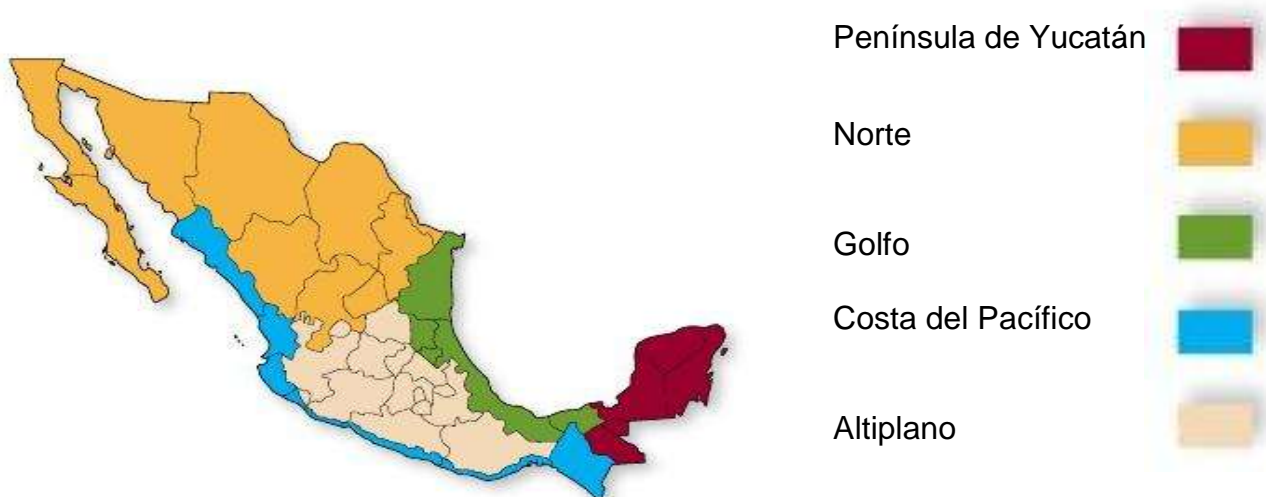 Península de Yucatán
Norte
Golfo
Costa del Pacífico
Altiplano